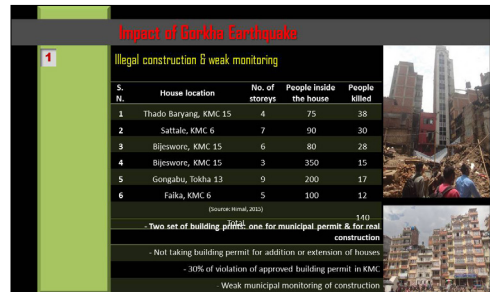 Impact of Gorkha Earthquake
1
Illegal construction & weak monitoring
S. N. House location No. of storeys People inside the house People killed
1 Thado Baryang, KMC 15 4 75 38
2 Sattale, KMC 6 7 90 30
3 Bijeswore, KMC 15 6 80 28
4 Bijeswore, KMC 15 3 350 15
5 Gongabu, Tokha 13 9 200 17
6 Faika, KMC 6 5 100 12
(Source: Himal, 2015)
Total 140
- Two set of building prints: one for municipal permit & for real
construction
- Not taking building permit for addition or extension of houses
- 30% of violation of approved building permit in KMC
- Weak municipal monitoring of construction